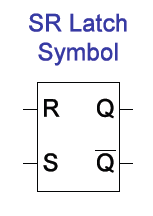 SR Latch
Symbol
R Q
S Q̅